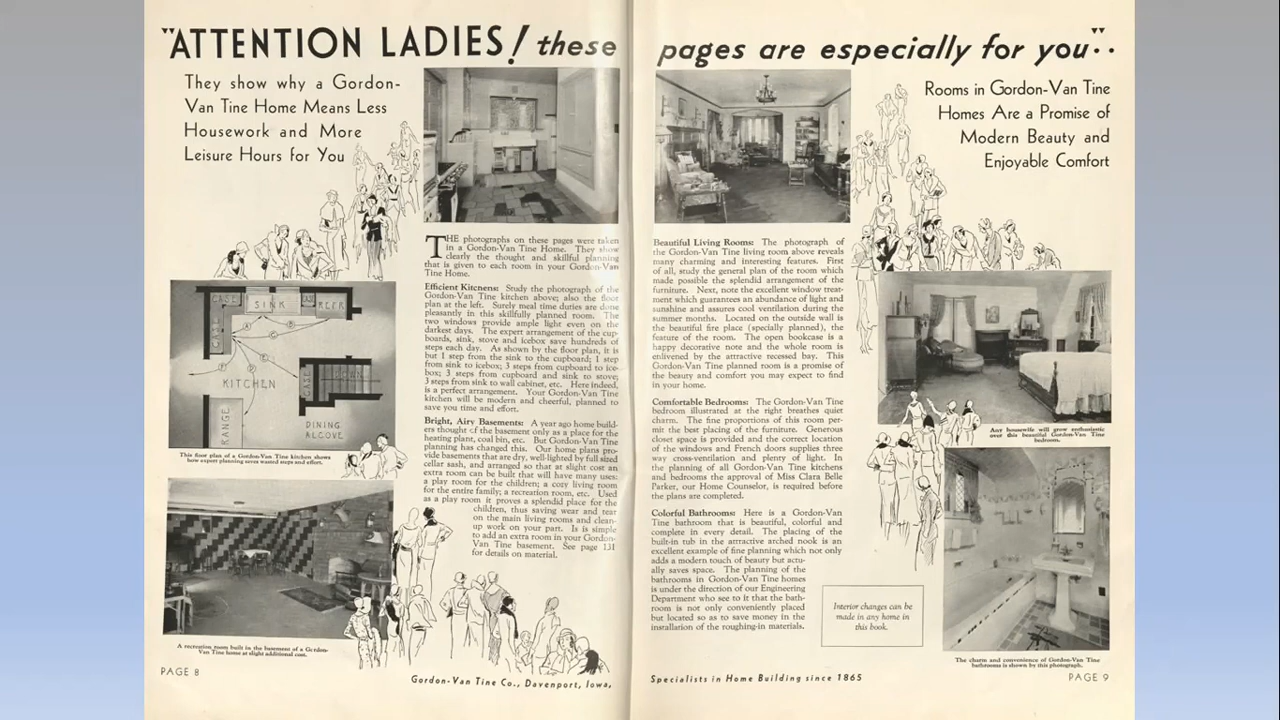 "ATTENTION LADIES! these pages are especially for you"..
They show why a Gordon-
Van Tine Home Means Less
Housework and More
Leisure Hours for You
THE photographs on these pages were taken
in a Gordon-Van Tine Home. They show
clearly the thought and skillful planning
that is given to each room in your Gordon-Van
Tine Home.
Efficient Kitchens: Study the photograph of the
Gordon-Van Tine kitchen above; also the floor
plan at the left. Surely meal time duties are done
pleasantly in this skillfully planned room. The
two windows provide ample light even on the
darkest days. The expert arrangement of the cup-
boards, sink, stove and icebox save hundreds of
steps each day. As shown by the floor plan, it is
but 1 step from the sink to the cupboard; 1 step
from sink to icebox; 3 steps from cupboard to ice-
box; 3 steps from cupboard and sink to stove;
3 steps from sink to wall cabinet, etc. Here indeed,
is a perfect arrangement. Your Gordon-Van Tine
kitchen will be modern and cheerful, planned to
save you time and effort.
CASE
SINK
REFR
KITCHEN
CASE
DOWN
RANGE
DINING
ALCOVE
This floor plan of a Gordon-Van Tine kitchen shows
how expert planning saves wasted steps and effort.
Bright, Airy Basements: A year ago home build-
ers thought of the basement only as a place for the
heating plant, coal bin, etc. But Gordon-Van Tine
planning has changed this. Our home plans pro-
vide basements that are dry, well-lighted by full sized
cellar sash, and arranged so that at slight cost an
extra room can be built that will have many uses:
a play room for the children; a cozy living room
for the entire family; a recreation room, etc. Used
as a play room it proves a splendid place for the
children, thus saving wear and tear
on the main living rooms and clean-
up work on your part. It is simple
to add an extra room in your Gordon-
Van Tine basement. See page 131
for details on material.
A recreation room built in the basement of a Gordon-
Van Tine home at slight additional cost.
PAGE 8
Gordon-Van Tine Co., Davenport, Iowa,
Rooms in Gordon-Van Tine
Homes Are a Promise of
Modern Beauty and
Enjoyable Comfort
Beautiful Living Rooms: The photograph of
the Gordon-Van Tine living room above reveals
many charming and interesting features. First
of all, study the general plan of the room which
made possible the splendid arrangement of the
furniture. Next, note the excellent window treat-
ment which guarantees an abundance of light and
sunshine and assures cool ventilation during the
summer months. Located on the outside wall is
the beautiful fire place (specially planned), the
feature of the room. The open bookcase is a
happy decorative note and the whole room is
enlivened by the attractive recessed bay. This
Gordon-Van Tine planned room is a promise of
the beauty and comfort you may expect to find
in your home.
Comfortable Bedrooms: The Gordon-Van Tine
bedroom illustrated at the right breathes quiet
charm. The fine proportions of this room per-
mit the best placing of the furniture. Generous
closet space is provided and the correct location
of the windows and French doors supplies three
way cross-ventilation and plenty of light. In
the planning of all Gordon-Van Tine kitchens
and bedrooms the approval of Miss Clara Belle
Parker, our Home Counselor, is required before
the plans are completed.
Any housewife will grow enthusiastic
over this beautiful Gordon-Van Tine
bedroom.
Colorful Bathrooms: Here is a Gordon-Van
Tine bathroom that is beautiful, colorful and
complete in every detail. The placing of the
built-in tub in the attractive arched nook is an
excellent example of fine planning which not only
adds a modern touch of beauty but actu-
ally saves space. The planning of the
bathrooms in Gordon-Van Tine homes
is under the direction of our Engineering
Department who see to it that the bath-
room is not only conveniently placed
but located so as to save money in the
installation of the roughing-in materials.
Interior changes can be
made in any home in
this book.
The charm and convenience of Gordon-Van Tine
bathrooms is shown by this photograph.
Specialists in Home Building since 1865
PAGE 9